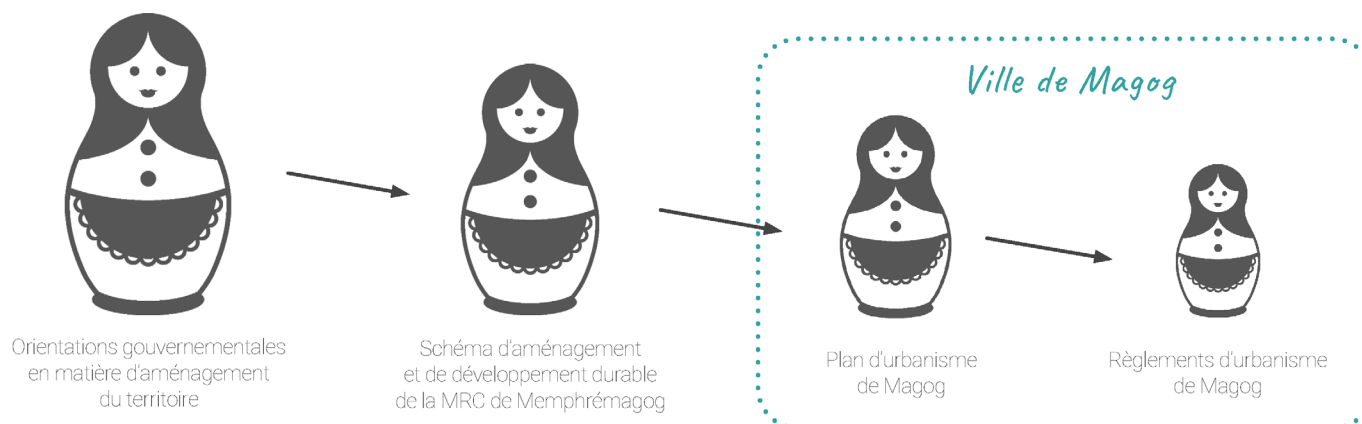 Ville de Magog
Orientations gouvernementales
en matière d'aménagement
du territoire
Schéma d'aménagement
et de développement durable
de la MRC de Memphrémagog
Plan d'urbanisme
de Magog
Règlements d'urbanisme
de Magog